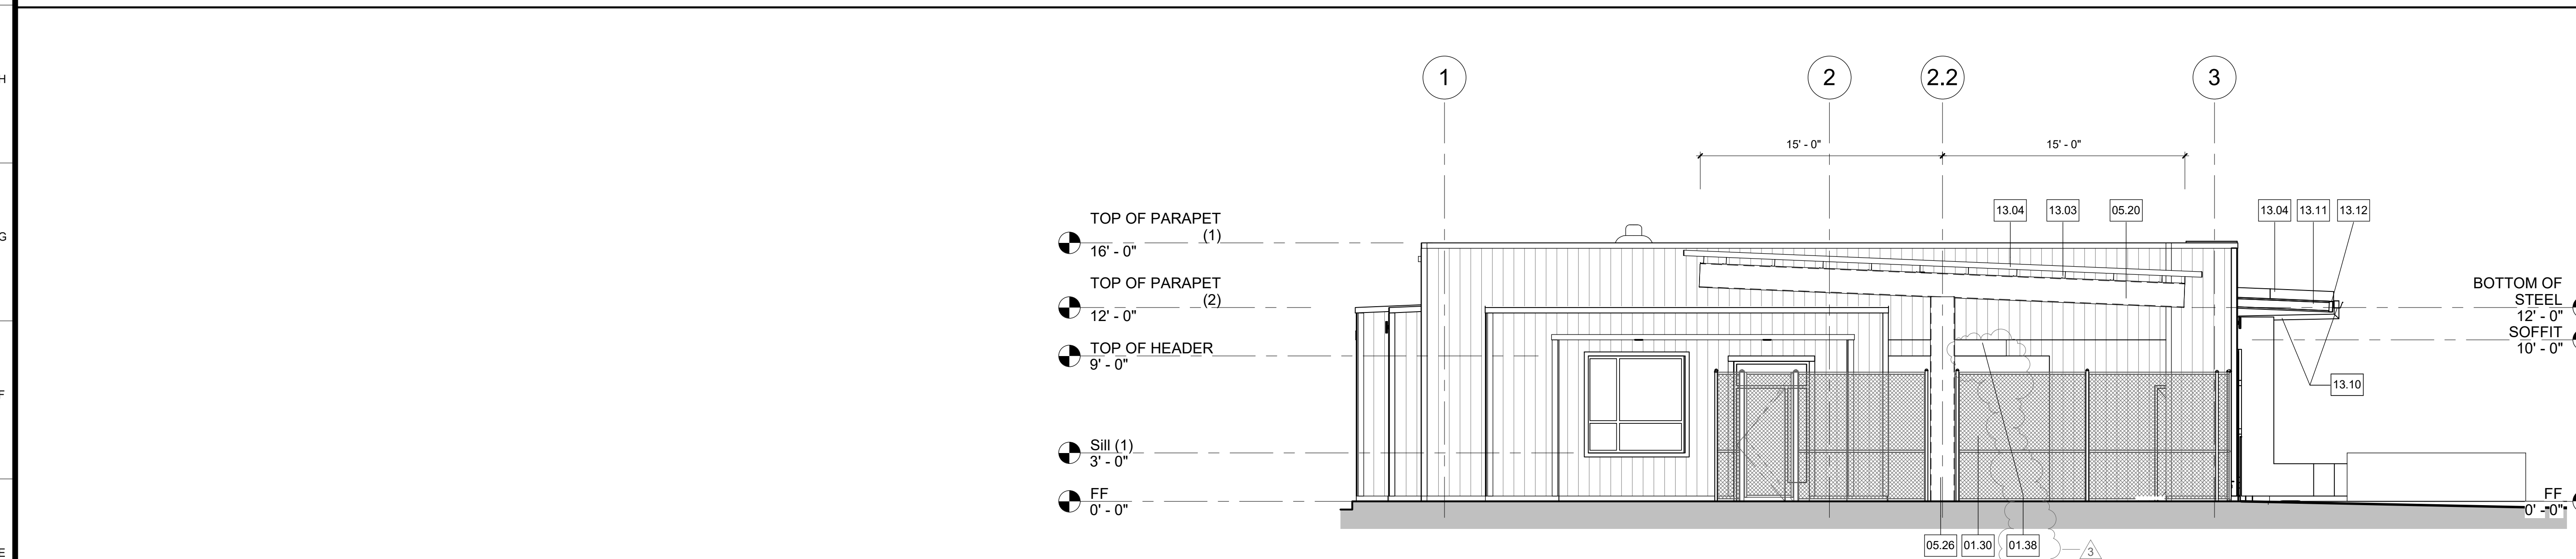 H
G
F
E
1
2
2.2
3
15' - 0"
15' - 0"
13.04
13.03
05.20
13.04
13.11
13.12
TOP OF PARAPET
(1)
16' - 0"
TOP OF PARAPET
(2)
12' - 0"
TOP OF HEADER
9' - 0"
Sill (1)
3' - 0"
FF
0' - 0"
BOTTOM OF
STEEL
12' - 0"
SOFFIT
10' - 0"
13.10
FF
0' - 0"
05.26
01.30
01.38
3